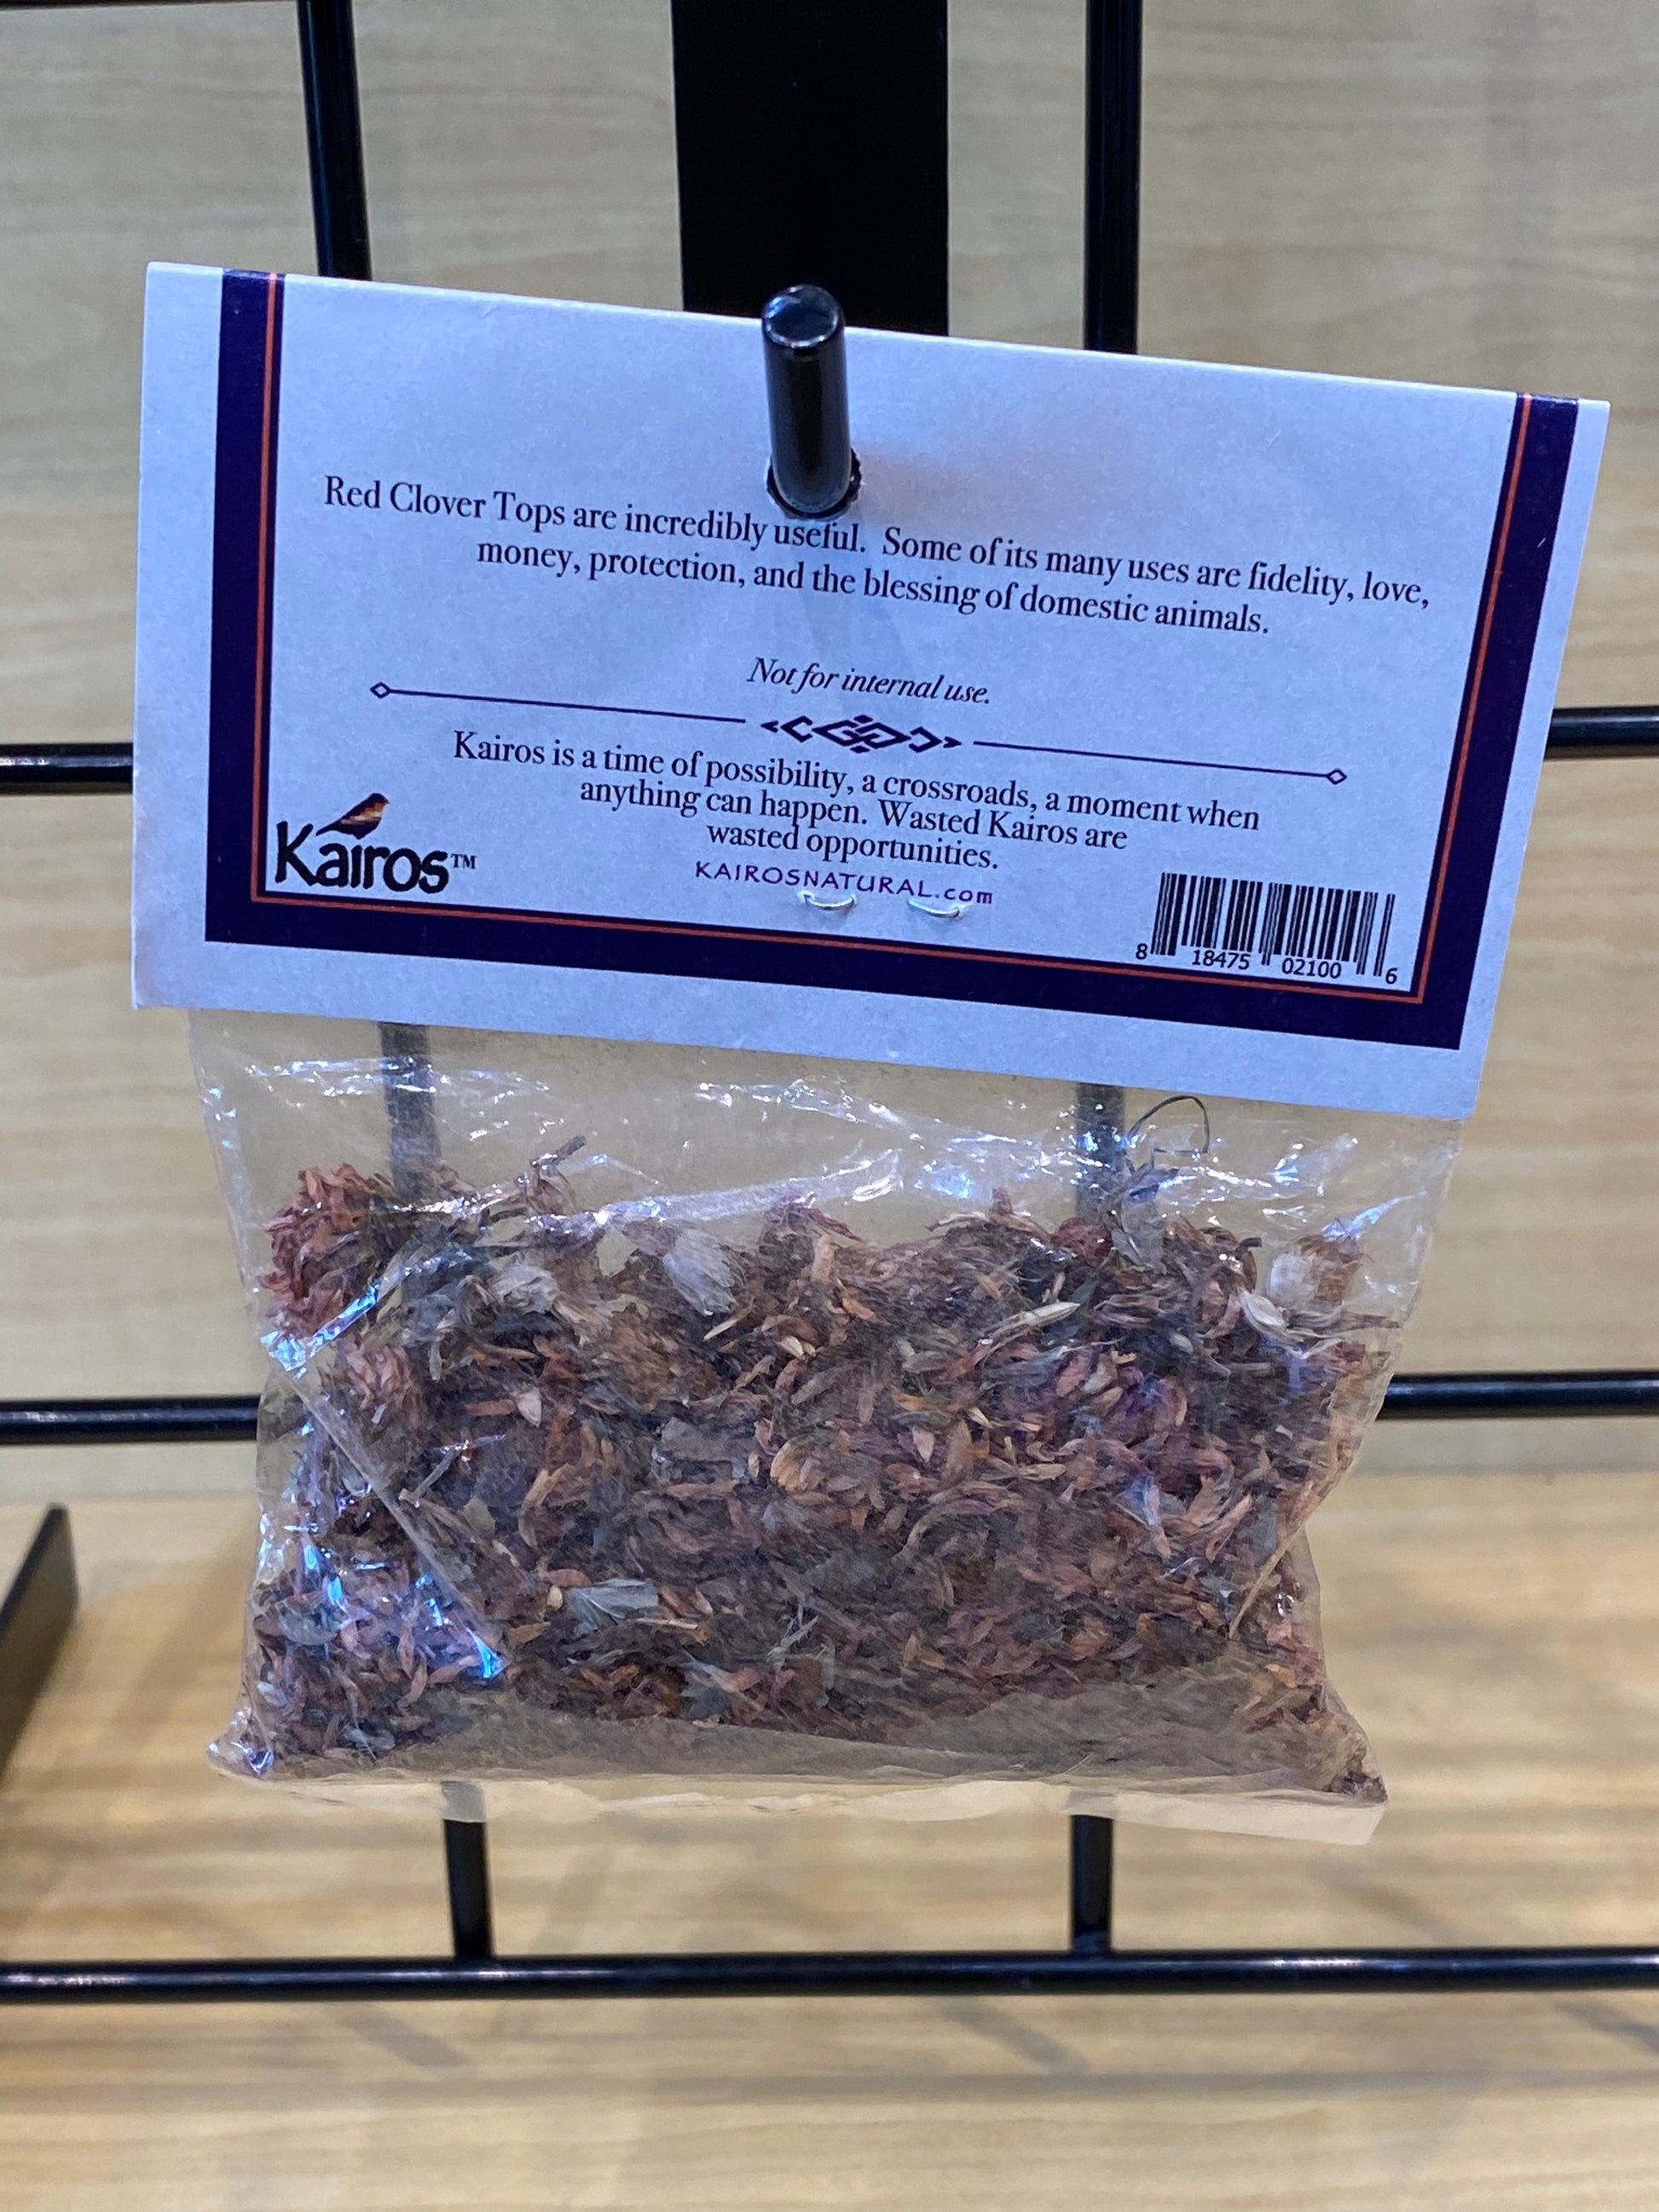 Red Clover Tops are incredibly useful. Some of its many uses are fidelity, love,
money, protection, and the blessing of domestic animals.
Not for internal use.
Kairos is a time of possibility, a crossroads, a moment when
anything can happen. Wasted Kairos are
wasted opportunities.
KAIROSNATURAL.com
Kairos™
8 18475 02100 6